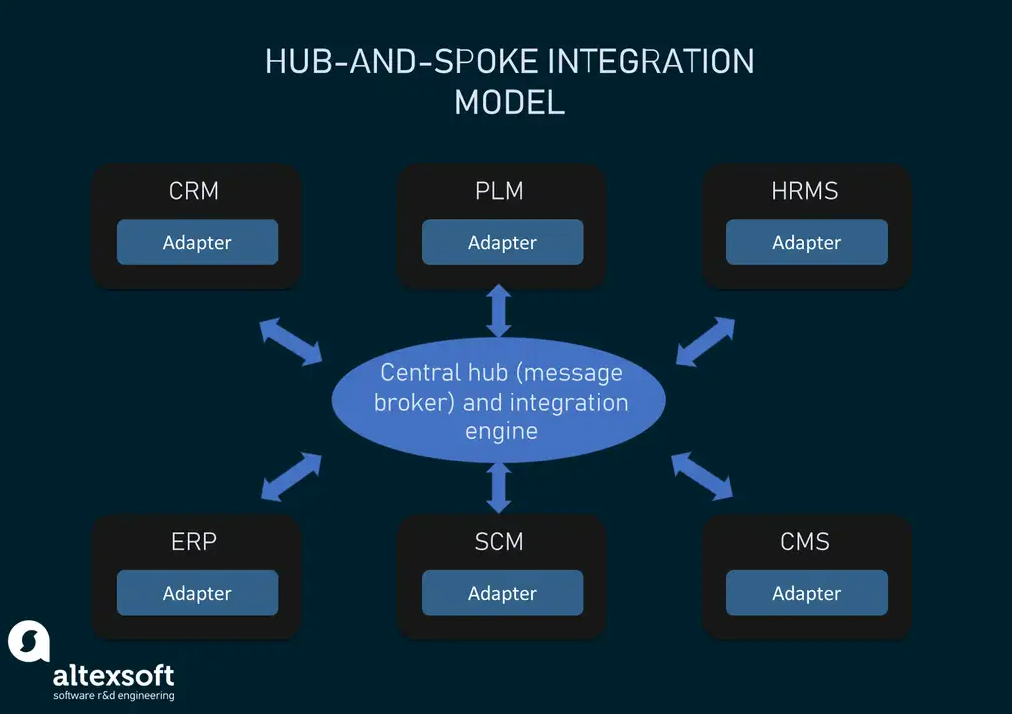 HUB-AND-SPOKE INTEGRATION
MODEL
CRM
Adapter
PLM
Adapter
HRMS
Adapter
Central hub (message
broker) and integration
engine
ERP
Adapter
SCM
Adapter
CMS
Adapter
altexsoft
software r&d engineering